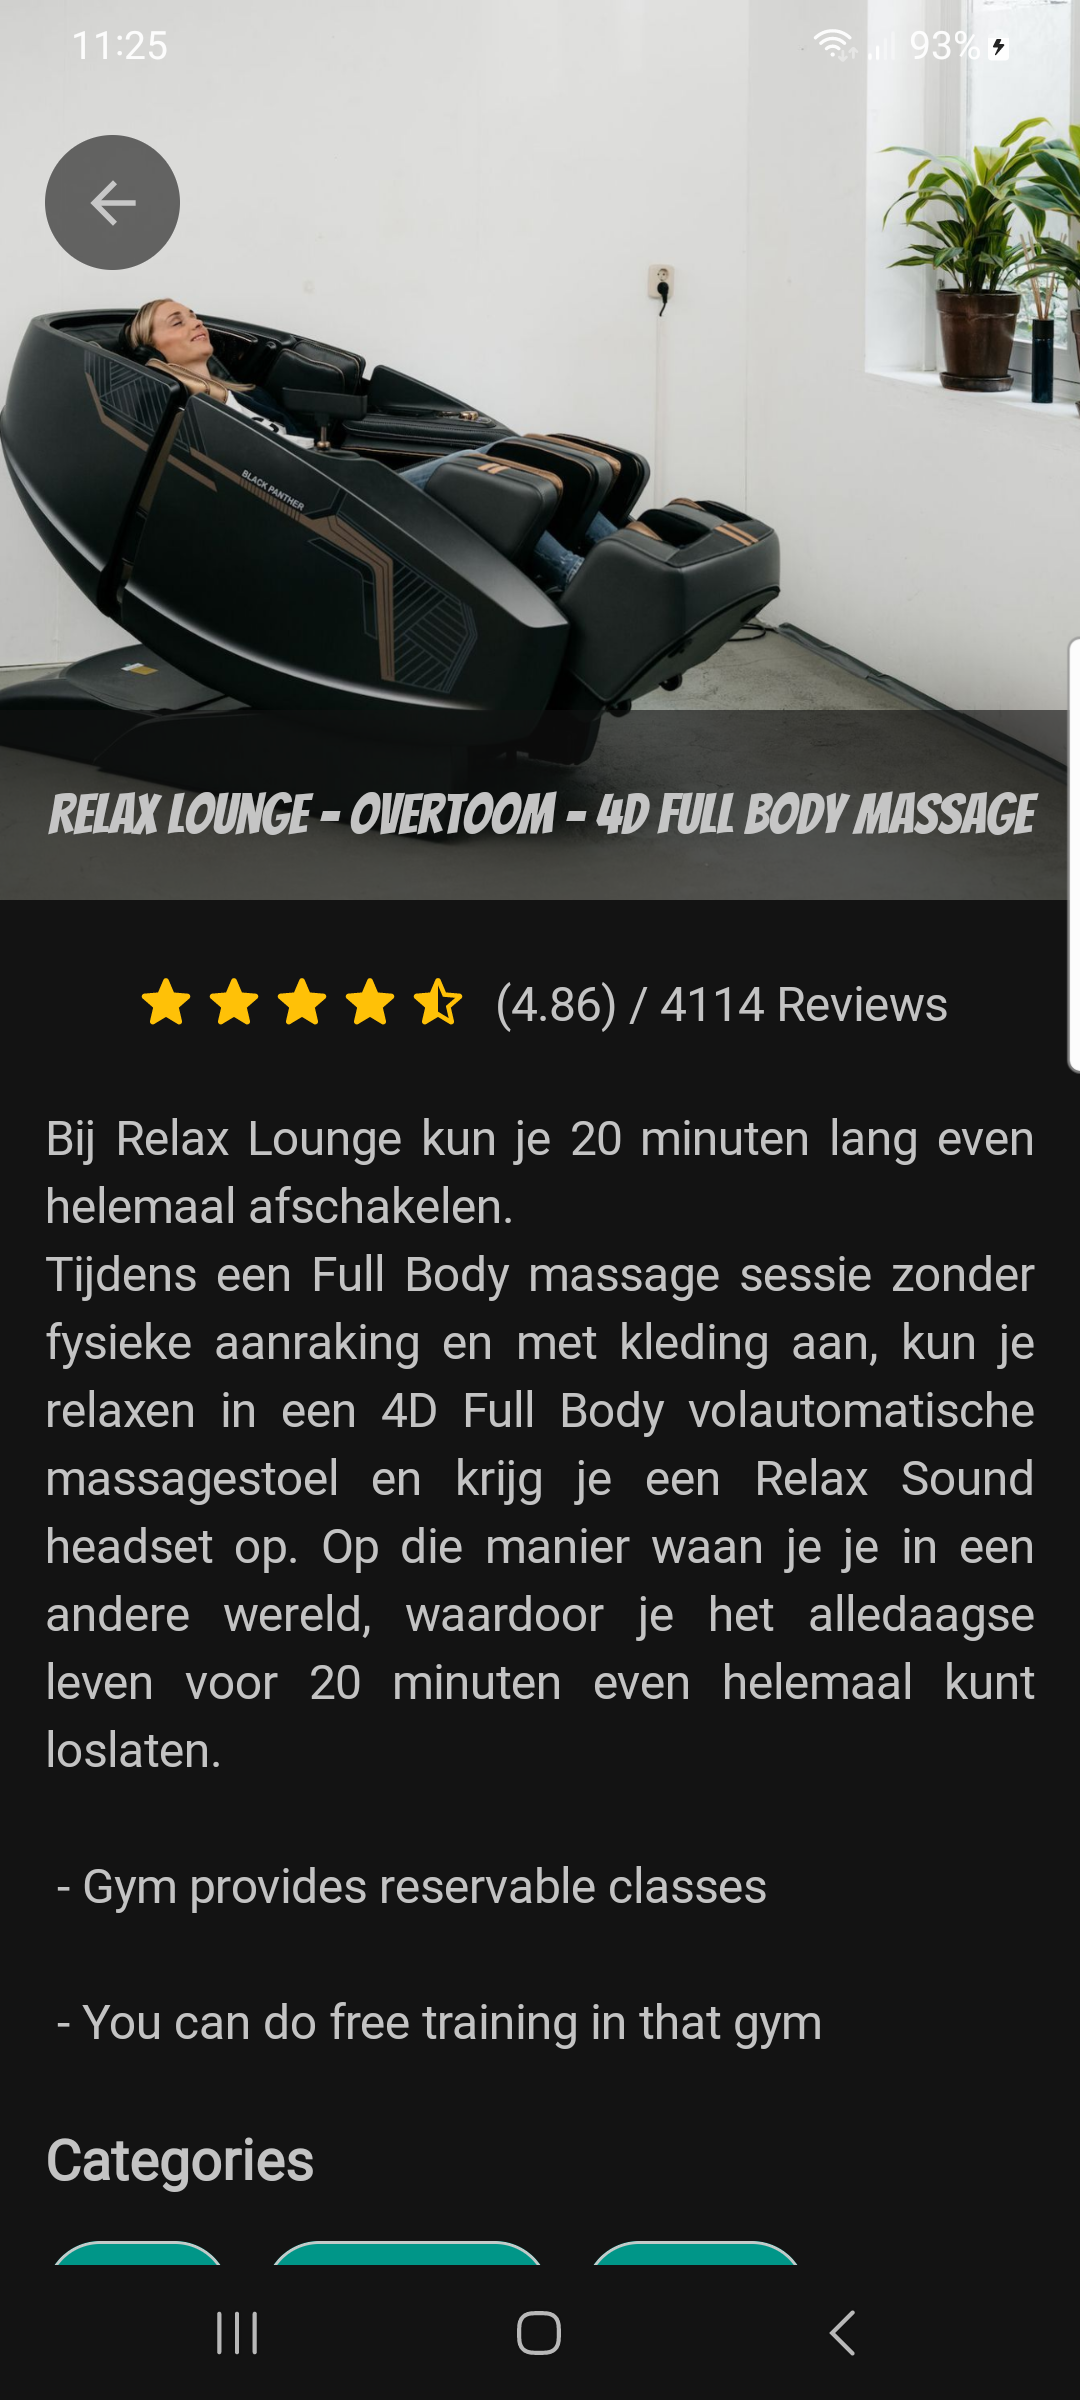 11:25
93%
BLACK PANTHER
RELAX LOUNGE - OVERTOOM - 4D FULL BODY MASSAGE
(4.86) / 4114 Reviews
Bij Relax Lounge kun je 20 minuten lang even
helemaal afschakelen.
Tijdens een Full Body massage sessie zonder
fysieke aanraking en met kleding aan, kun je
relaxen in een 4D Full Body volautomatische
massagestoel en krijg je een Relax Sound
headset op. Op die manier waan je je in een
andere wereld, waardoor je het alledaagse
leven voor 20 minuten even helemaal kunt
loslaten.
- Gym provides reservable classes
- You can do free training in that gym
Categories